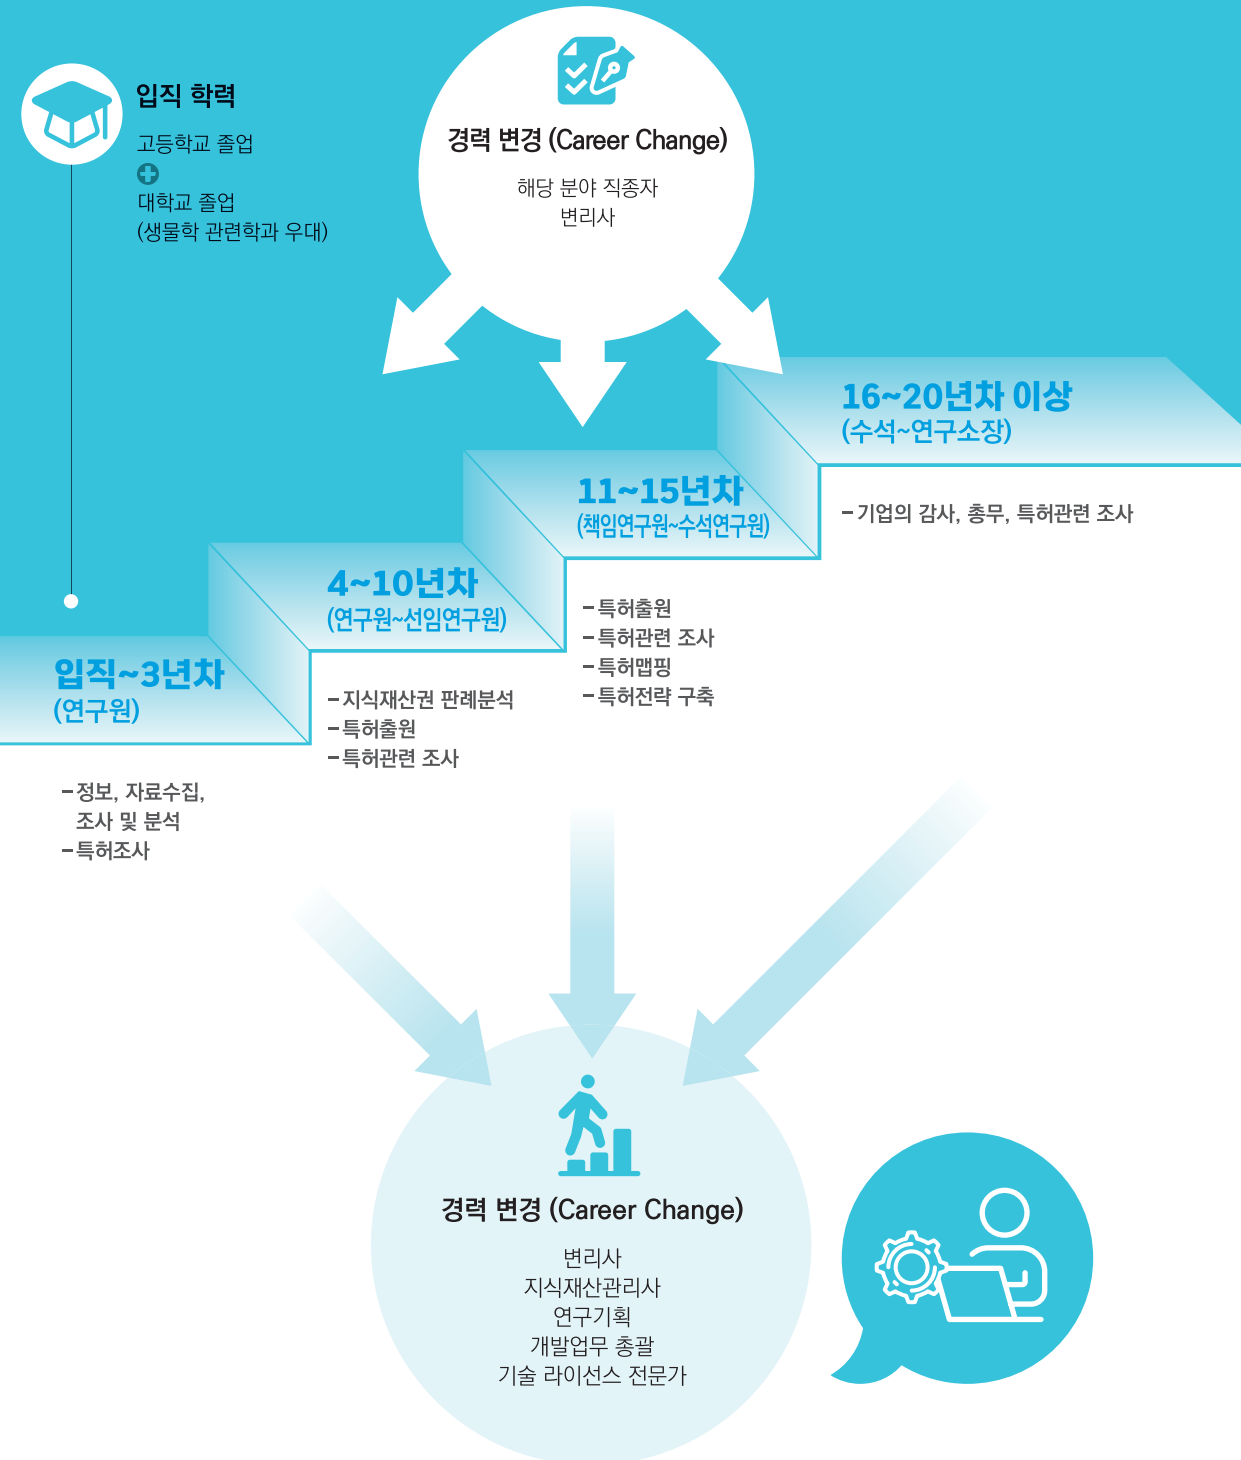 입직 학력
고등학교 졸업
대학교 졸업
(생물학 관련학과 우대)
경력 변경 (Career Change)
해당 분야 직종자
변리사
입직~3년차
(연구원)
- 정보, 자료수집,
조사 및 분석
- 특허조사
4~10년차
(연구원~선임연구원)
- 지식재산권 판례분석
- 특허출원
- 특허관련 조사
11~15년차
(책임연구원~수석연구원)
- 특허출원
- 특허관련 조사
- 특허맵핑
- 특허전략 구축
16~20년차 이상
(수석~연구소장)
- 기업의 감사, 총무, 특허관련 조사
경력 변경 (Career Change)
변리사
지식재산관리사
연구기획
개발업무 총괄
기술 라이선스 전문가